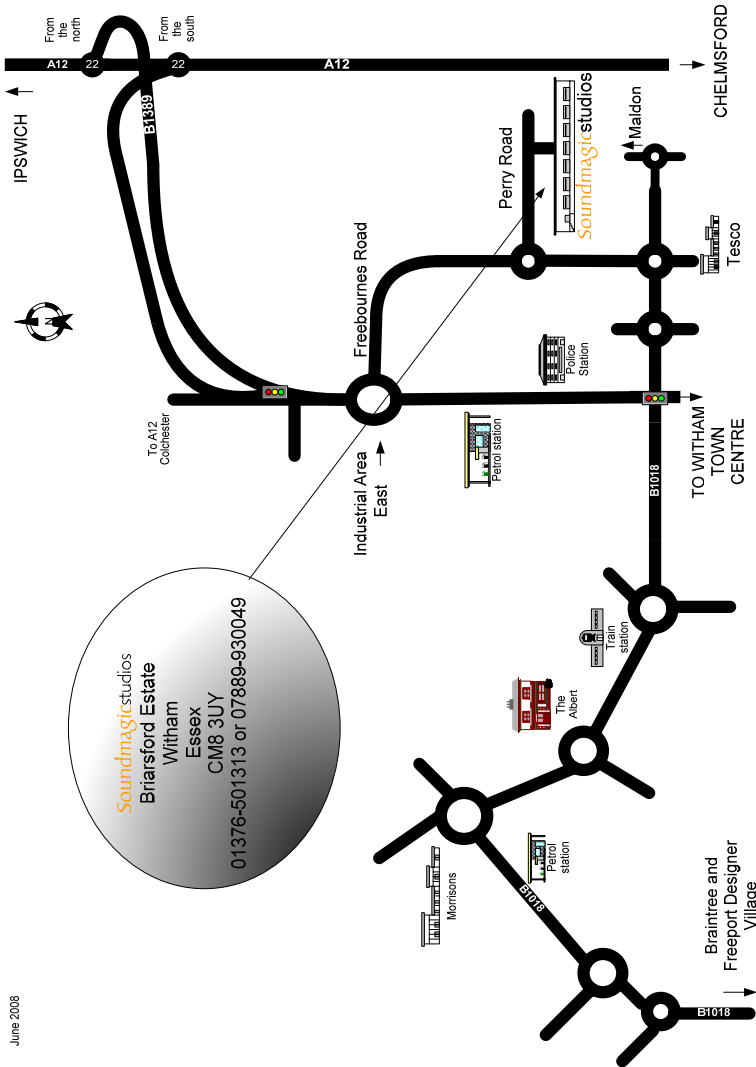 From
the
north
From
the
south
A12
22
22
A12
IPSWICH
CHELMSFORD
B1389
Perry Road
Soundmagicstudios
Maldon
Tesco
Freebournes Road
N
Police
Station
To A12
Colchester
Petrol station
Industrial Area
East
TO WITHAM
TOWN
CENTRE
B1018
Soundmagicstudios
Briarsford Estate
Witham
Essex
CM8 3UY
01376-501313 or 07889-930049
Train
station
The
Albert
Morrisons
Petrol
station
B1018
Braintree and
Freeport Designer
Village
B1018
June 2008